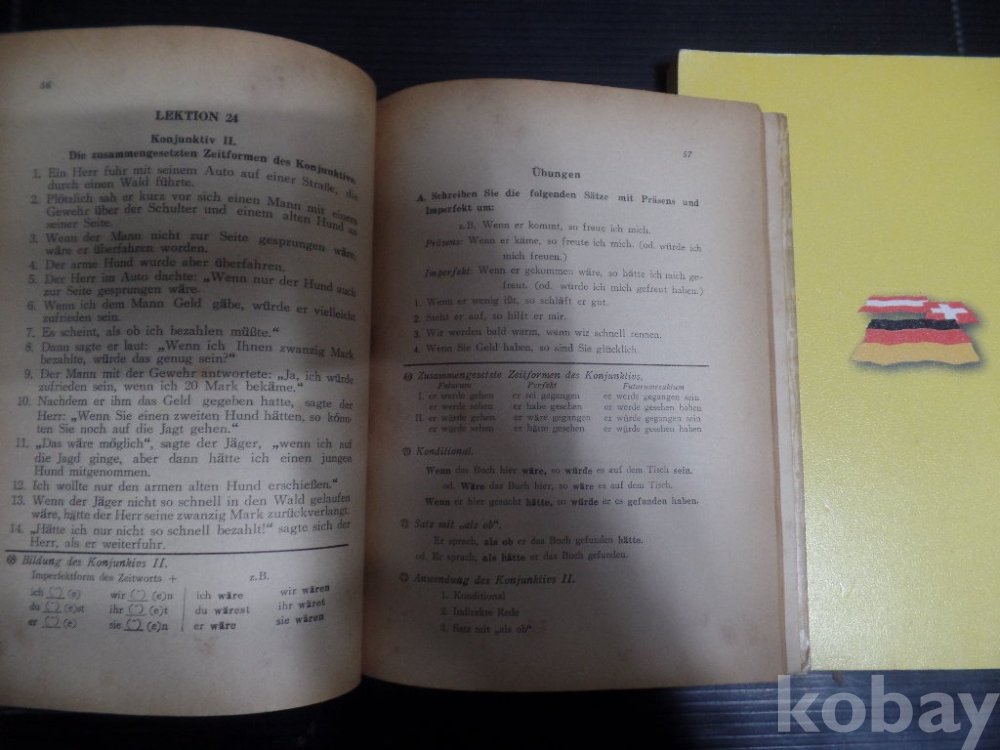 56
LEKTION 24
Konjunktiv II.
Die zusammengesetzten Zeitformen des Konjunktive.
1. Ein Herr fuhr mit seinem Auto auf einer Straße, die
durch einen Wald führte.
2. Plötzlich sah er kurz vor sich einen Mann mit einem
Gewehr über der Schulter und einem alten Hund an
seiner Seite.
3. Wenn der Mann nicht zur Seite gesprungen wäre,
wäre er überfahren worden.
4. Der arme Hund wurde aber überfahren.
5. Der Herr im Auto dachte: „Wenn nur der Hund auch
zur Seite gesprungen wäre.
6. Wenn ich dem Mann Geld gäbe, würde er vielleicht
zufrieden sein.
7. Es scheint, als ob ich bezahlen müßte."
8. Dann sagte er laut: „Wenn ich Ihnen zwanzig Mark
bezahlte, würde das genug sein?"
9. Der Mann mit der Gewehr antwortete: „Ja, ich würde
zufrieden sein, wenn ich 20 Mark bekäme."
10. Nachdem er ihm das Geld gegeben hatte, sagte der
Herr: „Wenn Sie einen zweiten Hund hätten, so könn-
ten Sie noch auf die Jagd gehen."
11. „Das wäre möglich", sagte der Jäger, „wenn ich auf
die Jagd ginge, aber dann hätte ich einen jungen
Hund mitgenommen.
12. Ich wollte nur den armen alten Hund erschießen."
13. Wenn der Jäger nicht so schnell in den Wald gelaufen
wäre, hätte der Herr seine zwanzig Mark zurückverlangt.
14. „Hätte ich nur nicht so schnell bezahlt!" sagte sich der
Herr, als er weiterfuhr.
Bildung des Konjunkivs II.
Imperfektform des Zeitworts + z.B.
ich (e) wir (e)n ich wäre wir wären
du (e)st ihr (e)t du wärest ihr wäret
er (e) sie (e)n er wäre sie wären
57
Übungen
A. Schreiben Sie die folgenden Sätze mit Präsens und
Imperfekt um:
z.B. Wenn er kommt, so freue ich mich.
Präsens: Wenn er käme, so freute ich mich. (od. würde ich
mich freuen.)
Imperfekt: Wenn er gekommen wäre, so hätte ich mich ge-
freut. (od. würde ich mich gefreut haben.)
1. Wenn er wenig ißt, so schläft er gut.
2. Steht er auf, so hilft er mir.
3. Wir werden bald warm, wenn wir schnell rennen.
4. Wenn Sie Geld haben, so sind Sie glücklich.
Zusammengesetzte Zeitformen des Konjunktivs.
Futurum Perfekt Futurumexaktum
I. er werde gehen er sei gegangen er werde gegangen sein
er werde sehen er habe gesehen er werde gesehen haben
II. er würde gehen er wäre gegangen er würde gegangen sein
er würde sehen er hätte gesehen er würde gesehen haben
Konditional.
Wenn das Buch hier wäre, so würde es auf dem Tisch sein.
od. Wäre das Buch hier, so wäre es auf dem Tisch.
Wenn er hier gesucht hätte, so würde er es gefunden haben.
Satz mit „als ob".
Er sprach, als ob er das Buch gefunden hätte.
od. Er sprach, als hätte er das Buch gefunden.
Anwendung des Konjunktivs II.
1. Konditional
2. Indirekte Rede
3. Satz mit „als ob".
kobay